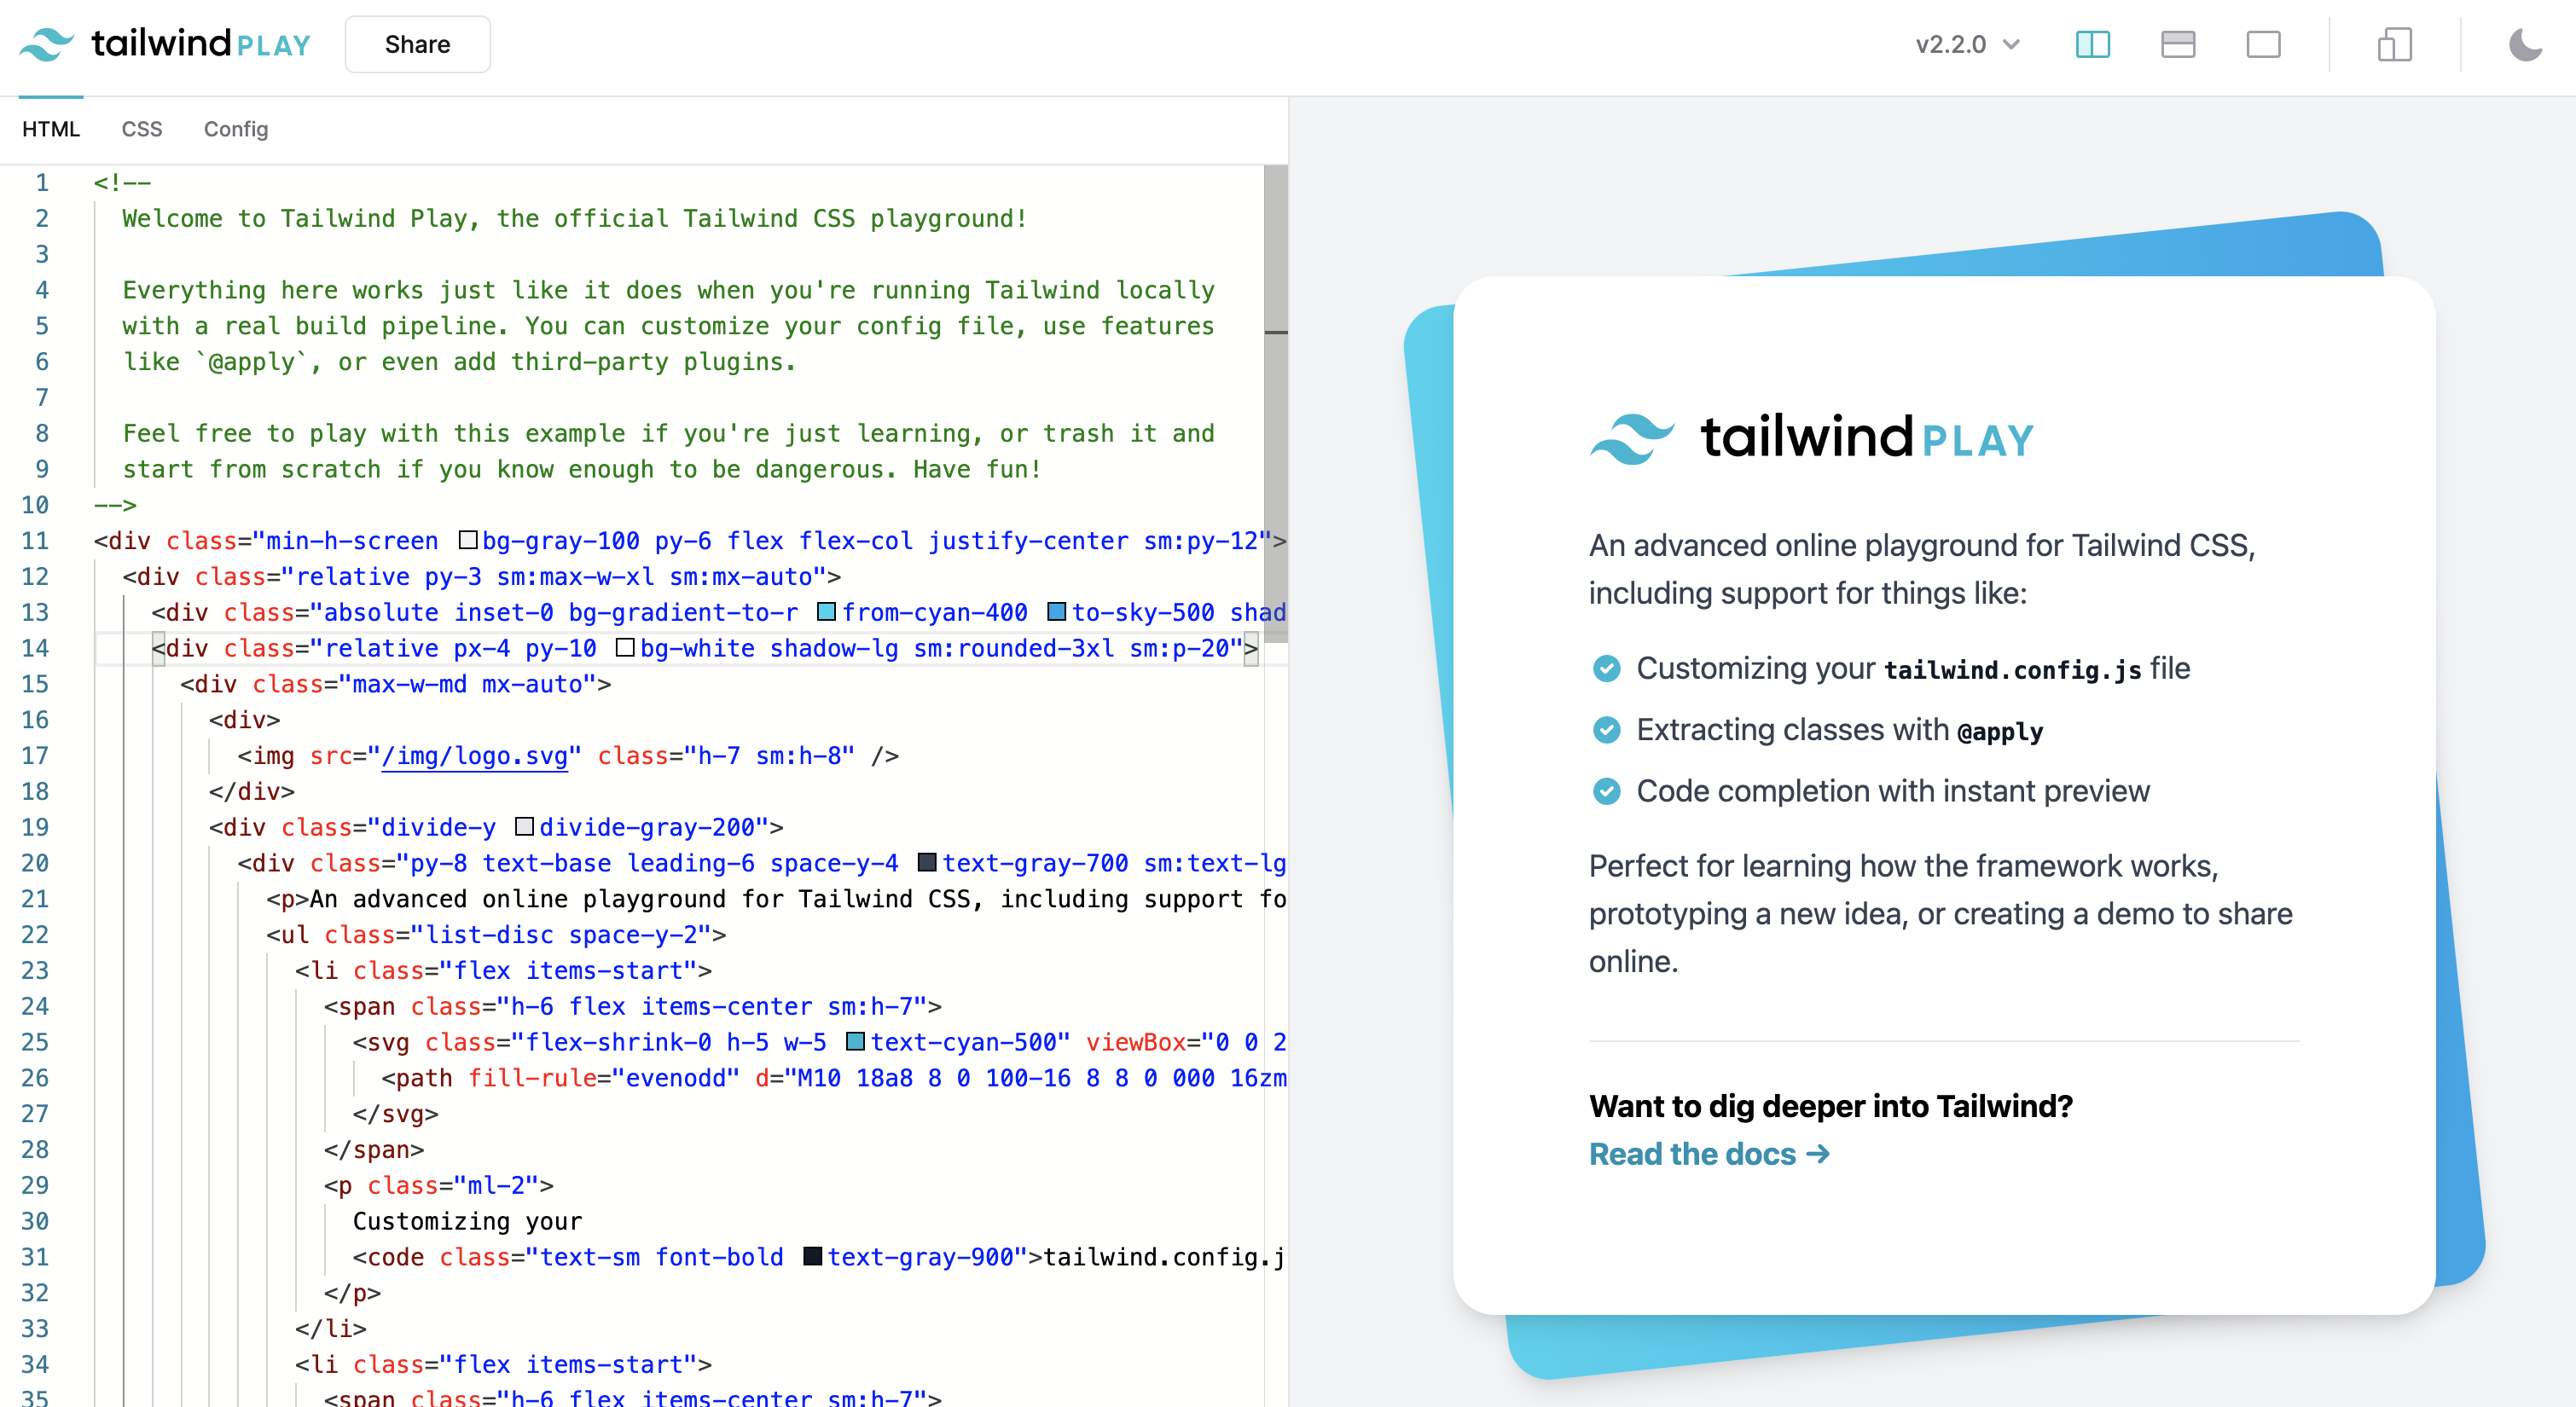 tailwind PLAY
Share
v2.2.0
HTML CSS Config
1 <!--
2 Welcome to Tailwind Play, the official Tailwind CSS playground!
3
4 Everything here works just like it does when you're running Tailwind locally
5 with a real build pipeline. You can customize your config file, use features
6 like `@apply`, or even add third-party plugins.
7
8 Feel free to play with this example if you're just learning, or trash it and
9 start from scratch if you know enough to be dangerous. Have fun!
10 -->
11 <div class="min-h-screen bg-gray-100 py-6 flex flex-col justify-center sm:py-12">
12 <div class="relative py-3 sm:max-w-xl sm:mx-auto">
13 <div class="absolute inset-0 bg-gradient-to-r from-cyan-400 to-sky-500 shad
14 <div class="relative px-4 py-10 bg-white shadow-lg sm:rounded-3xl sm:p-20">
15 <div class="max-w-md mx-auto">
16 <div>
17 <img src="/img/logo.svg" class="h-7 sm:h-8" />
18 </div>
19 <div class="divide-y divide-gray-200">
20 <div class="py-8 text-base leading-6 space-y-4 text-gray-700 sm:text-lg
21 <p>An advanced online playground for Tailwind CSS, including support fo
22 <ul class="list-disc space-y-2">
23 <li class="flex items-start">
24 <span class="h-6 flex items-center sm:h-7">
25 <svg class="flex-shrink-0 h-5 w-5 text-cyan-500" viewBox="0 0 2
26 <path fill-rule="evenodd" d="M10 18a8 8 0 100-16 8 8 0 000 16zm
27 </svg>
28 </span>
29 <p class="ml-2">
30 Customizing your
31 <code class="text-sm font-bold text-gray-900">tailwind.config.j
32 </p>
33 </li>
34 <li class="flex items-start">
35 <span class="h-6 flex items-center sm:h-7">
tailwind PLAY
An advanced online playground for Tailwind CSS,
including support for things like:
Customizing your tailwind.config.js file
Extracting classes with @apply
Code completion with instant preview
Perfect for learning how the framework works,
prototyping a new idea, or creating a demo to share
online.
Want to dig deeper into Tailwind?
Read the docs →